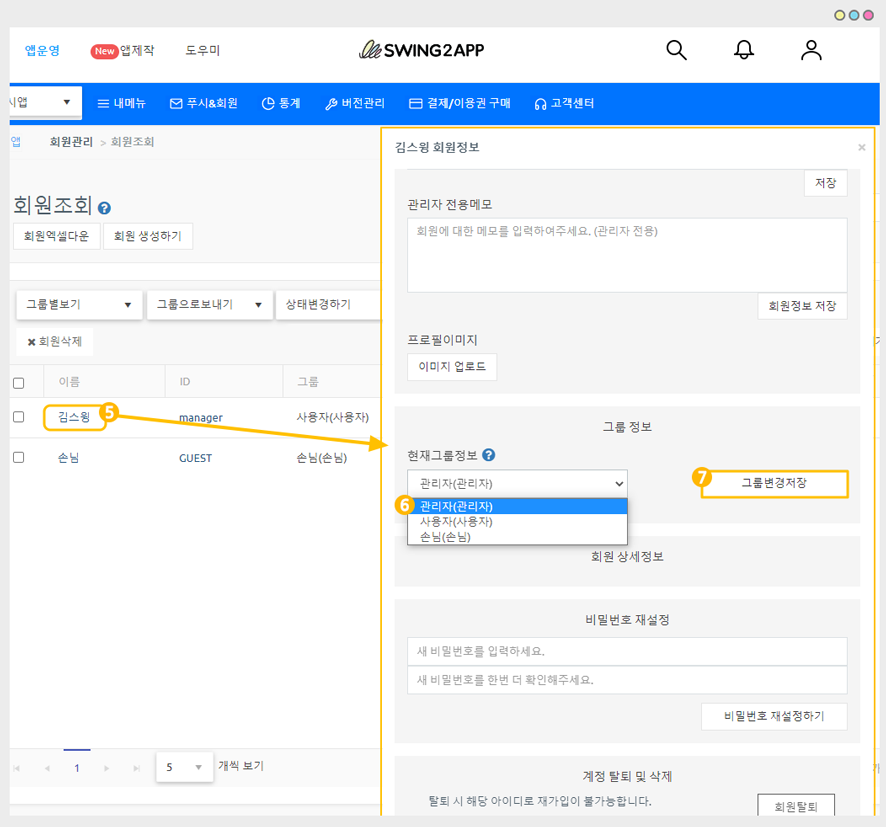 앱운영
New 앱제작
도우미
SWING2APP
시앱
내메뉴
푸시&회원
통계
버전관리
결제/이용권 구매
고객센터
앱
회원관리 > 회원조회
회원조회 ?
회원엑셀다운
회원 생성하기
그룹별보기
그룹으로보내기
상태변경하기
회원삭제
이름
ID
그룹
김스윙
5
manager
사용자(사용자)
손님
GUEST
손님(손님)
1
5
개씩 보기
김스윙 회원정보
×
저장
관리자 전용메모
회원에 대한 메모를 입력하여주세요. (관리자 전용)
회원정보 저장
프로필이미지
이미지 업로드
그룹 정보
현재그룹정보 ?
관리자(관리자)
7
그룹변경저장
6
관리자(관리자)
사용자(사용자)
손님(손님)
회원 상세정보
비밀번호 재설정
새 비밀번호를 입력하세요.
새 비밀번호를 한번 더 확인해주세요.
비밀번호 재설정하기
계정 탈퇴 및 삭제
탈퇴 시 해당 아이디로 재가입이 불가능합니다.
회원탈퇴